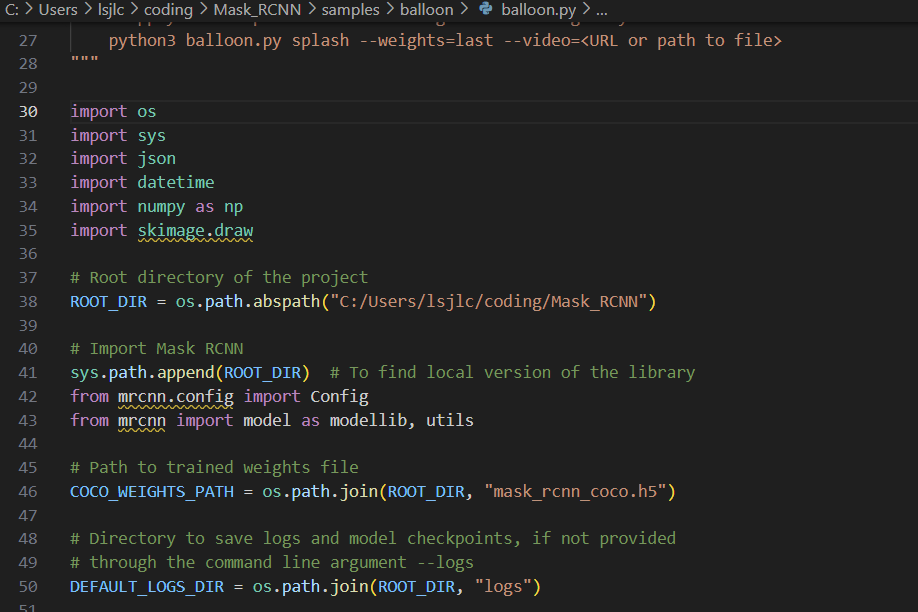 C: > Users > lsjlc > coding > Mask_RCNN > samples > balloon > balloon.py > ...
27 python3 balloon.py splash --weights=last --video=<URL or path to file>
28 """
29
30 import os
31 import sys
32 import json
33 import datetime
34 import numpy as np
35 import skimage.draw
36
37 # Root directory of the project
38 ROOT_DIR = os.path.abspath("C:/Users/lsjlc/coding/Mask_RCNN")
39
40 # Import Mask RCNN
41 sys.path.append(ROOT_DIR)  # To find local version of the library
42 from mrcnn.config import Config
43 from mrcnn import model as modellib, utils
44
45 # Path to trained weights file
46 COCO_WEIGHTS_PATH = os.path.join(ROOT_DIR, "mask_rcnn_coco.h5")
47
48 # Directory to save logs and model checkpoints, if not provided
49 # through the command line argument --logs
50 DEFAULT_LOGS_DIR = os.path.join(ROOT_DIR, "logs")
51